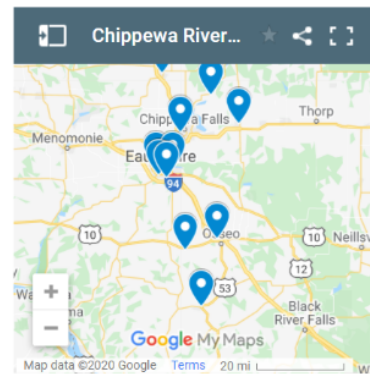 Chippewa River...
Chippewa Falls
Thorp
Menomonie
Eau Claire
94
10
Osseo
10
Neillsv
12
53
Black
River Falls
+
−
Google My Maps
Map data ©2020 Google Terms 20 mi